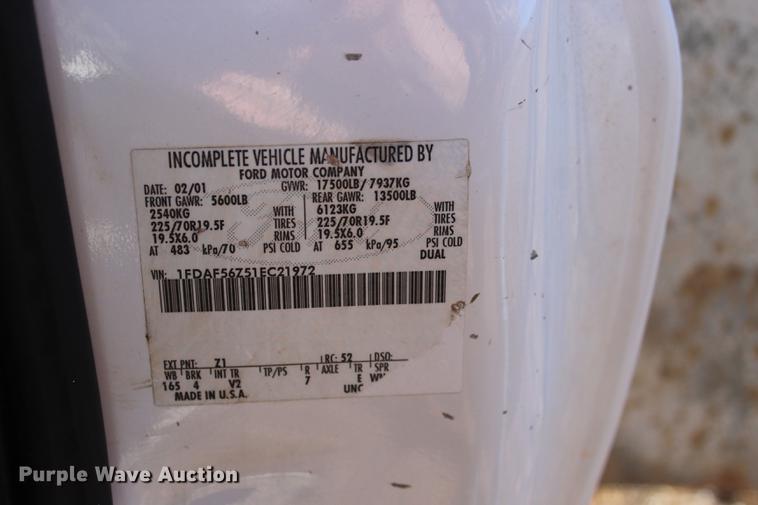 INCOMPLETE VEHICLE MANUFACTURED BY
FORD MOTOR COMPANY
DATE: 02/01 GVWR: 17500LB/ 7937KG
FRONT GAWR: 5600LB REAR GAWR: 13500LB
2540KG WITH 6123KG WITH
225/70R19.5F TIRES 225/70R19.5F TIRES
19.5X6.0 RIMS 19.5X6.0 RIMS
AT 483 kPa/70 PSI COLD AT 655 kPa/95 PSI COLD
DUAL
VIN: 1FDAF56Z51EC21972
EXT PNT: Z1 RC: 52 DSO:
WB BRK INT TR TP/PS R AXLE TR SPR
165 4 V2 7 E
MADE IN U.S.A.
Purple Wave Auction